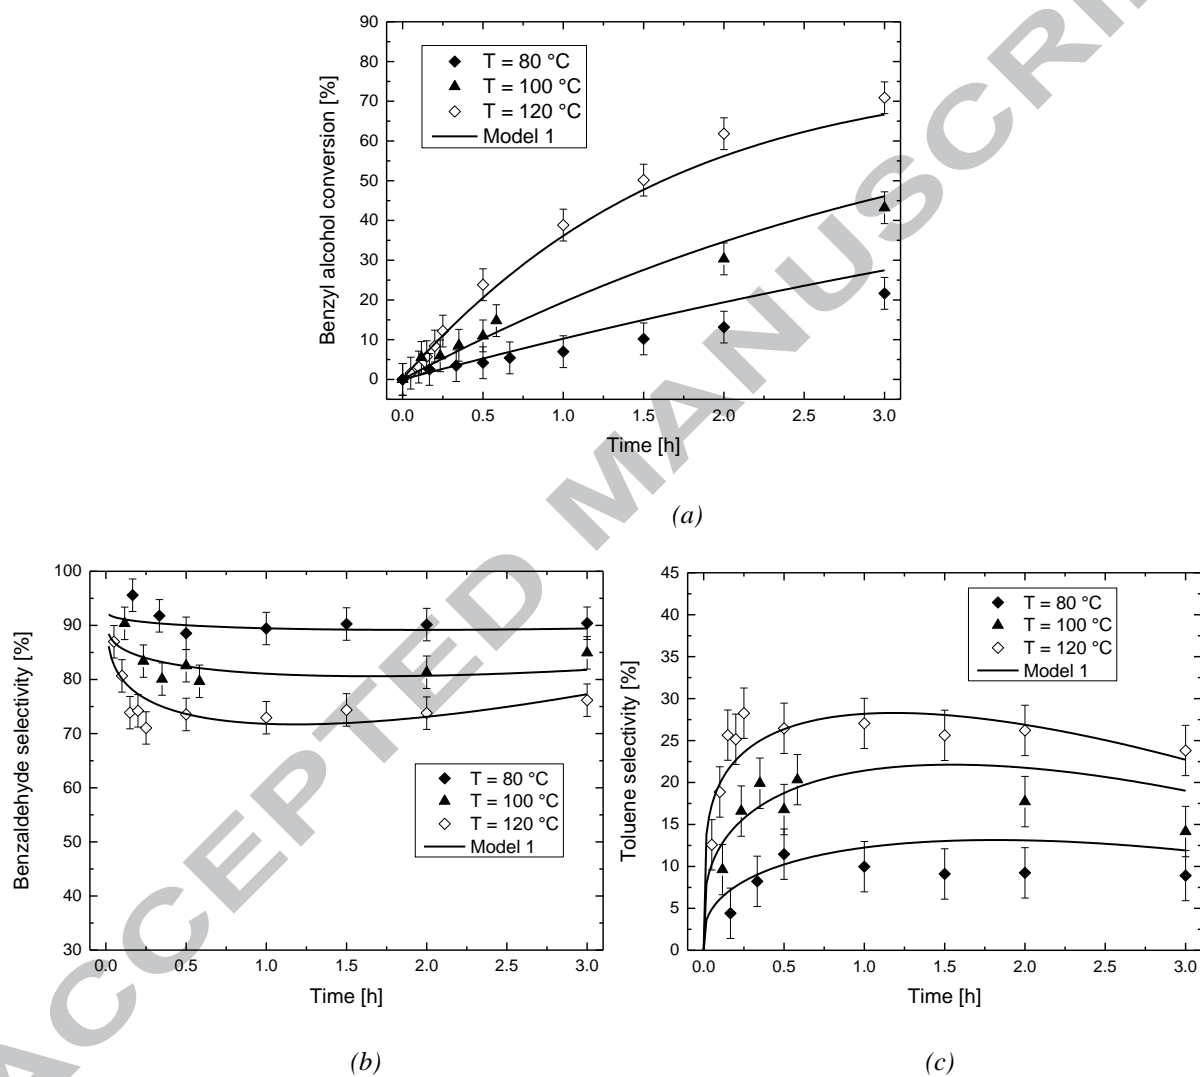 90
80
70
60
50
40
30
20
10
0
Benzyl alcohol conversion [%]
T = 80 °C
T = 100 °C
T = 120 °C
Model 1
0.0 0.5 1.0 1.5 2.0 2.5 3.0
Time [h]
(a)
100
90
80
70
60
50
40
30
Benzaldehyde selectivity [%]
T = 80 °C
T = 100 °C
T = 120 °C
Model 1
0.0 0.5 1.0 1.5 2.0 2.5 3.0
Time [h]
(b)
45
40
35
30
25
20
15
10
5
0
Toluene selectivity [%]
T = 80 °C
T = 100 °C
T = 120 °C
Model 1
0.0 0.5 1.0 1.5 2.0 2.5 3.0
Time [h]
(c)
ACCEPTED MANUSCRI